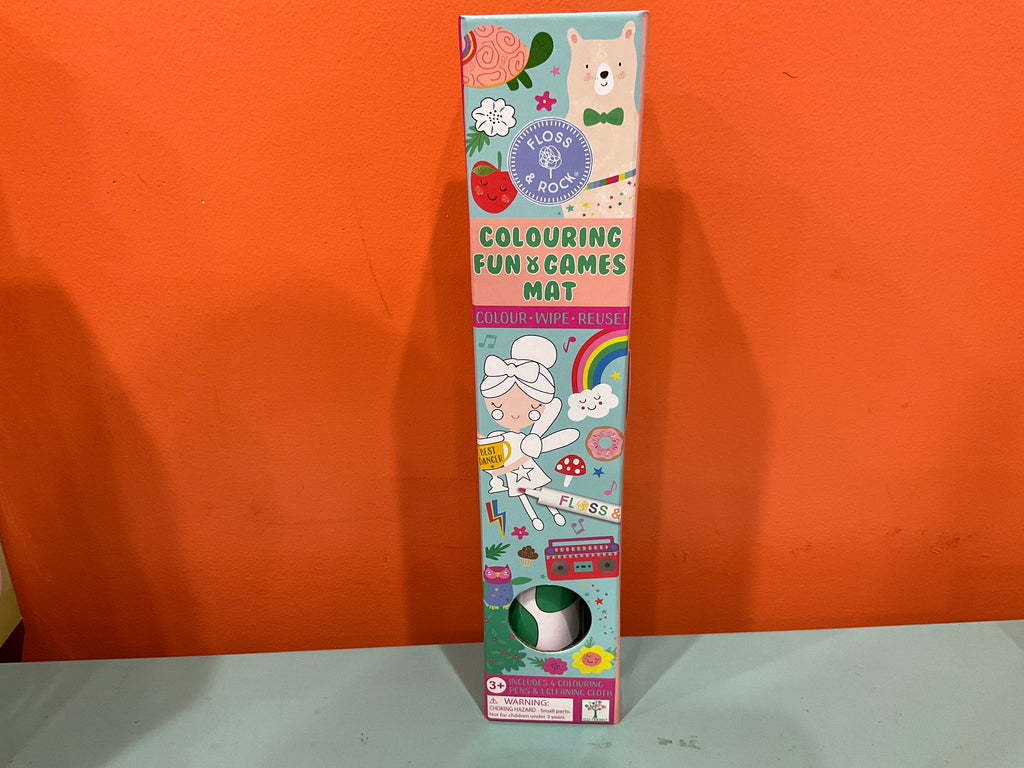 FLOSS
& ROCK®
COLOURING
FUN & GAMES
MAT
COLOUR • WIPE • REUSE!
BEST
DANCER
FLOSS &
3+
INCLUDES 4 COLOURING
PENS & 1 CLEANING CLOTH
⚠ WARNING:
CHOKING HAZARD - Small parts.
Not for children under 3 years.